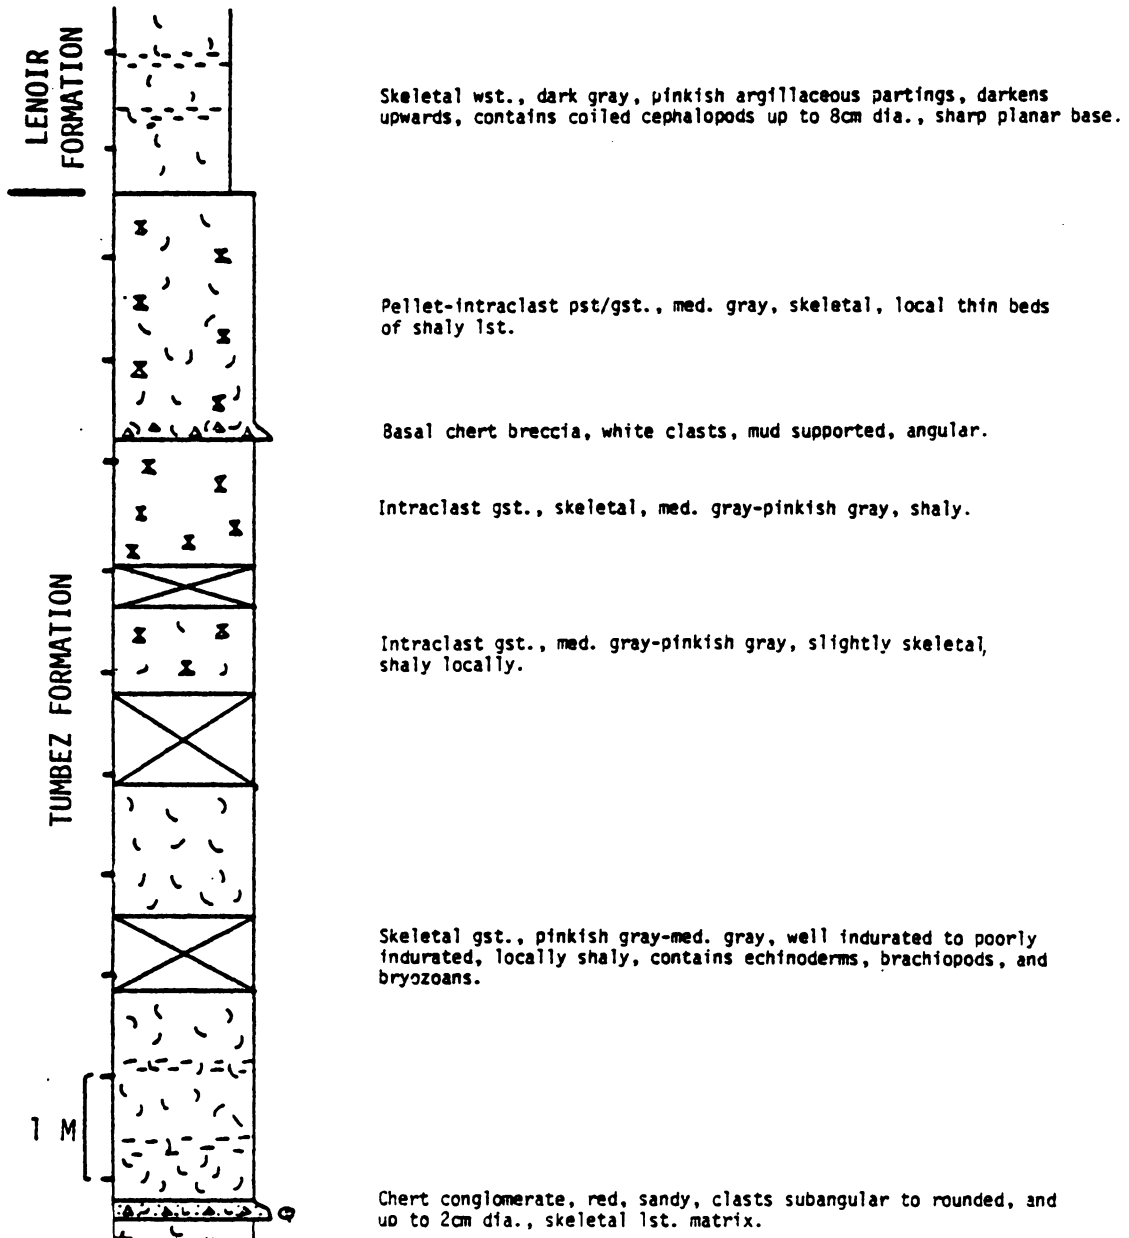 LENOIR
FORMATION
Skeletal wst., dark gray, pinkish argillaceous partings, darkens
upwards, contains coiled cephalopods up to 8cm dia., sharp planar base.
Pellet-intraclast pst/gst., med. gray, skeletal, local thin beds
of shaly lst.
Basal chert breccia, white clasts, mud supported, angular.
Intraclast gst., skeletal, med. gray-pinkish gray, shaly.
TUMBEZ FORMATION
Intraclast gst., med. gray-pinkish gray, slightly skeletal,
shaly locally.
Skeletal gst., pinkish gray-med. gray, well indurated to poorly
indurated, locally shaly, contains echinoderms, brachiopods, and
bryozoans.
1 M
Chert conglomerate, red, sandy, clasts subangular to rounded, and
up to 2cm dia., skeletal lst. matrix.